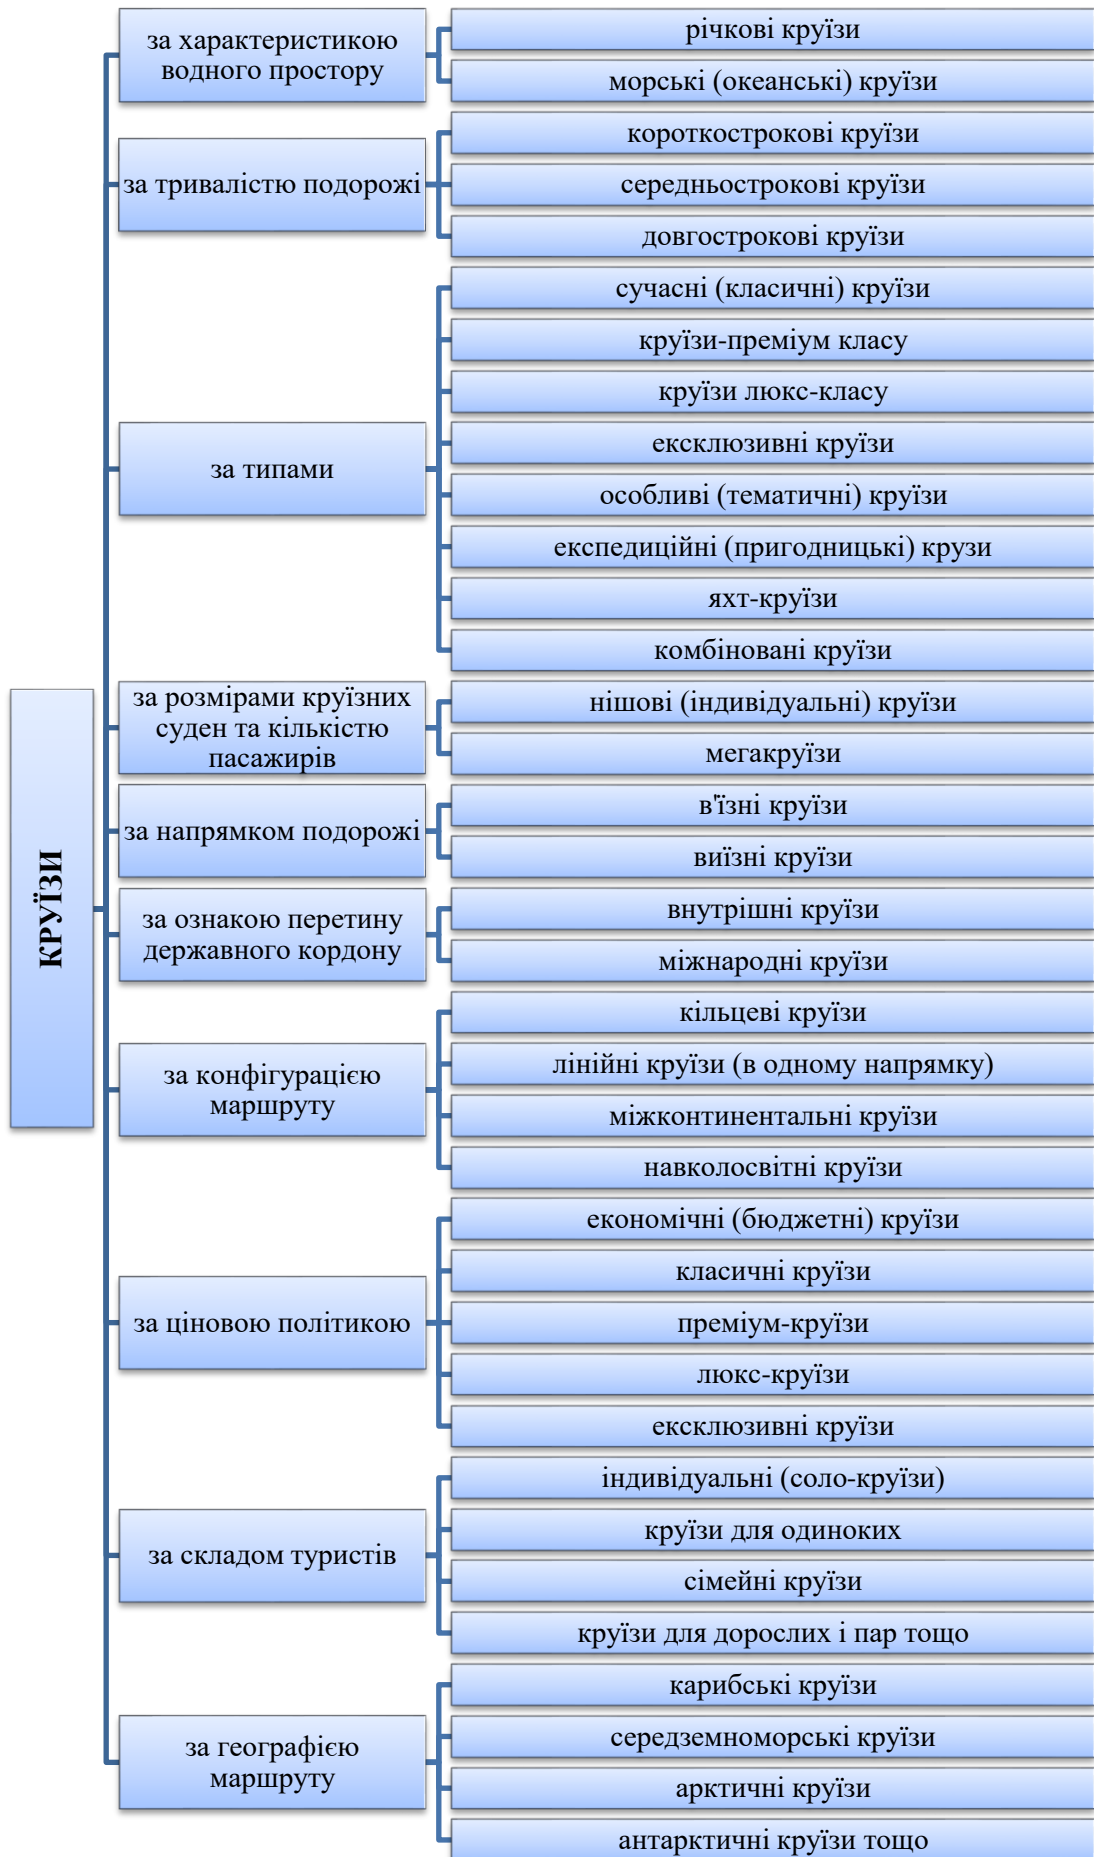 КРУЇЗИ
за характеристикою
водного простору
річкові круїзи
морські (океанські) круїзи
за тривалістю подорожі
короткострокові круїзи
середньострокові круїзи
довгострокові круїзи
за типами
сучасні (класичні) круїзи
круїзи-преміум класу
круїзи люкс-класу
ексклюзивні круїзи
особливі (тематичні) круїзи
експедиційні (пригодницькі) крузи
яхт-круїзи
комбіновані круїзи
за розмірами круїзних
суден та кількістю
пасажирів
нішові (індивідуальні) круїзи
мегакруїзи
за напрямком подорожі
в'їзні круїзи
виїзні круїзи
за ознакою перетину
державного кордону
внутрішні круїзи
міжнародні круїзи
за конфігурацією
маршруту
кільцеві круїзи
лінійні круїзи (в одному напрямку)
міжконтинентальні круїзи
навколосвітні круїзи
за ціновою політикою
економічні (бюджетні) круїзи
класичні круїзи
преміум-круїзи
люкс-круїзи
ексклюзивні круїзи
за складом туристів
індивідуальні (соло-круїзи)
круїзи для одиноких
сімейні круїзи
круїзи для дорослих і пар тощо
за географією
маршруту
карибські круїзи
середземноморські круїзи
арктичні круїзи
антарктичні круїзи тощо